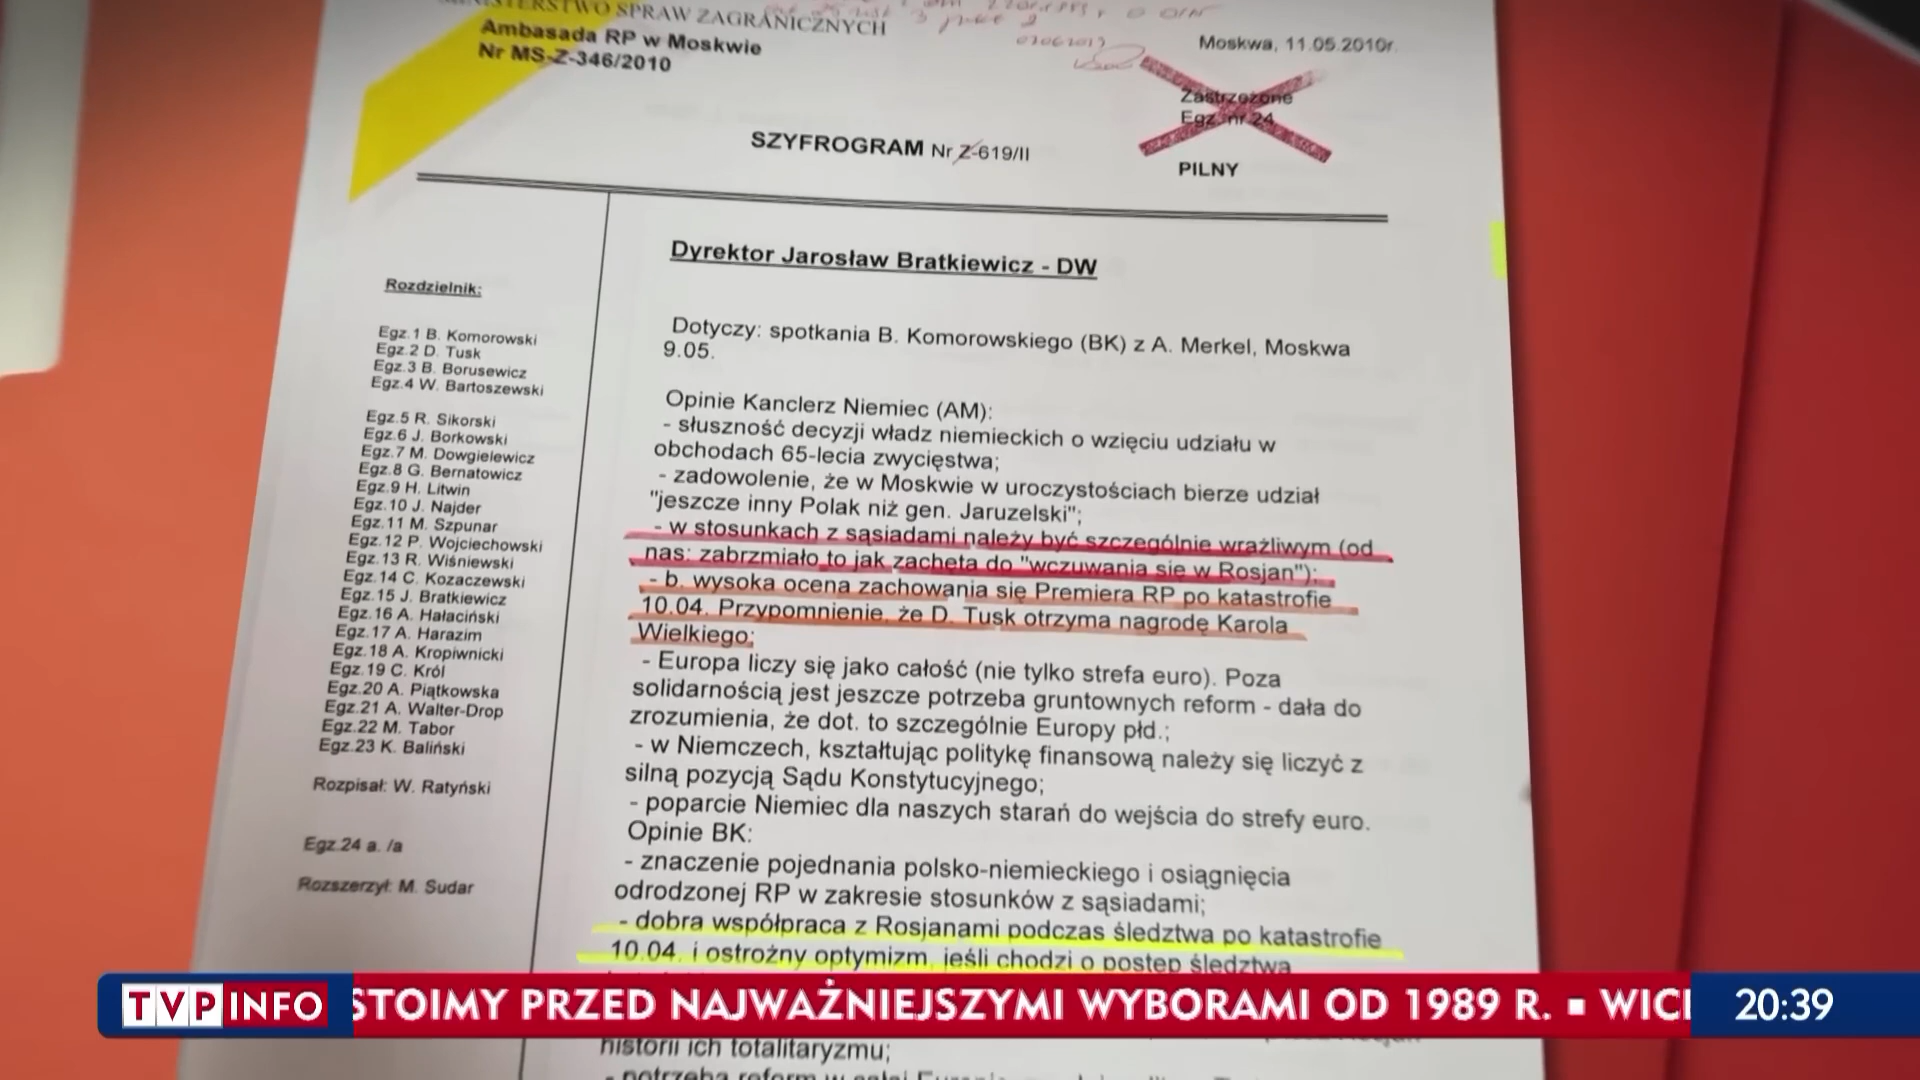 MINISTERSTWO SPRAW ZAGRANICZNYCH
Ambasada RP w Moskwie
Nr MS-Z-346/2010
Moskwa, 11.05.2010r.
Zastrzeżone
Egz. nr 24
PILNY
SZYFROGRAM Nr Z-619/II
Dyrektor Jarosław Bratkiewicz - DW
Rozdzielnik:
Egz.1 B. Komorowski
Egz.2 D. Tusk
Egz.3 B. Borusewicz
Egz.4 W. Bartoszewski
Egz.5 R. Sikorski
Egz.6 J. Borkowski
Egz.7 M. Dowgielewicz
Egz.8 G. Bernatowicz
Egz.9 H. Litwin
Egz.10 J. Najder
Egz.11 M. Szpunar
Egz.12 P. Wojciechowski
Egz.13 R. Wiśniewski
Egz.14 C. Kozaczewski
Egz.15 J. Bratkiewicz
Egz.16 A. Hałaciński
Egz.17 A. Harazim
Egz.18 A. Kropiwnicki
Egz.19 C. Król
Egz.20 A. Piątkowska
Egz.21 A. Walter-Drop
Egz.22 M. Tabor
Egz.23 K. Baliński
Rozpisał: W. Ratyński
Egz.24 a. /a
Rozszerzył: M. Sudar
Dotyczy: spotkania B. Komorowskiego (BK) z A. Merkel, Moskwa
9.05.
Opinie Kanclerz Niemiec (AM):
- słuszność decyzji władz niemieckich o wzięciu udziału w
obchodach 65-lecia zwycięstwa;
- zadowolenie, że w Moskwie w uroczystościach bierze udział
"jeszcze inny Polak niż gen. Jaruzelski";
- w stosunkach z sąsiadami należy być szczególnie wrażliwym (od
nas: zabrzmiało to jak zachęta do "wczuwania się w Rosjan");
- b. wysoka ocena zachowania się Premiera RP po katastrofie
10.04. Przypomnienie, że D. Tusk otrzyma nagrodę Karola
Wielkiego;
- Europa liczy się jako całość (nie tylko strefa euro). Poza
solidarnością jest jeszcze potrzeba gruntownych reform - dała do
zrozumienia, że dot. to szczególnie Europy płd.;
- w Niemczech, kształtując politykę finansową należy się liczyć z
silną pozycją Sądu Konstytucyjnego;
- poparcie Niemiec dla naszych starań do wejścia do strefy euro.
Opinie BK:
- znaczenie pojednania polsko-niemieckiego i osiągnięcia
odrodzonej RP w zakresie stosunków z sąsiadami;
- dobra współpraca z Rosjanami podczas śledztwa po katastrofie
10.04. i ostrożny optymizm, jeśli chodzi o postęp śledztwa
TVP INFO
STOIMY PRZED NAJWAŻNIEJSZYMI WYBORAMI OD 1989 R. ▪ WICI
20:39
historii ich totalitaryzmu;
- potrzeba reform w całej